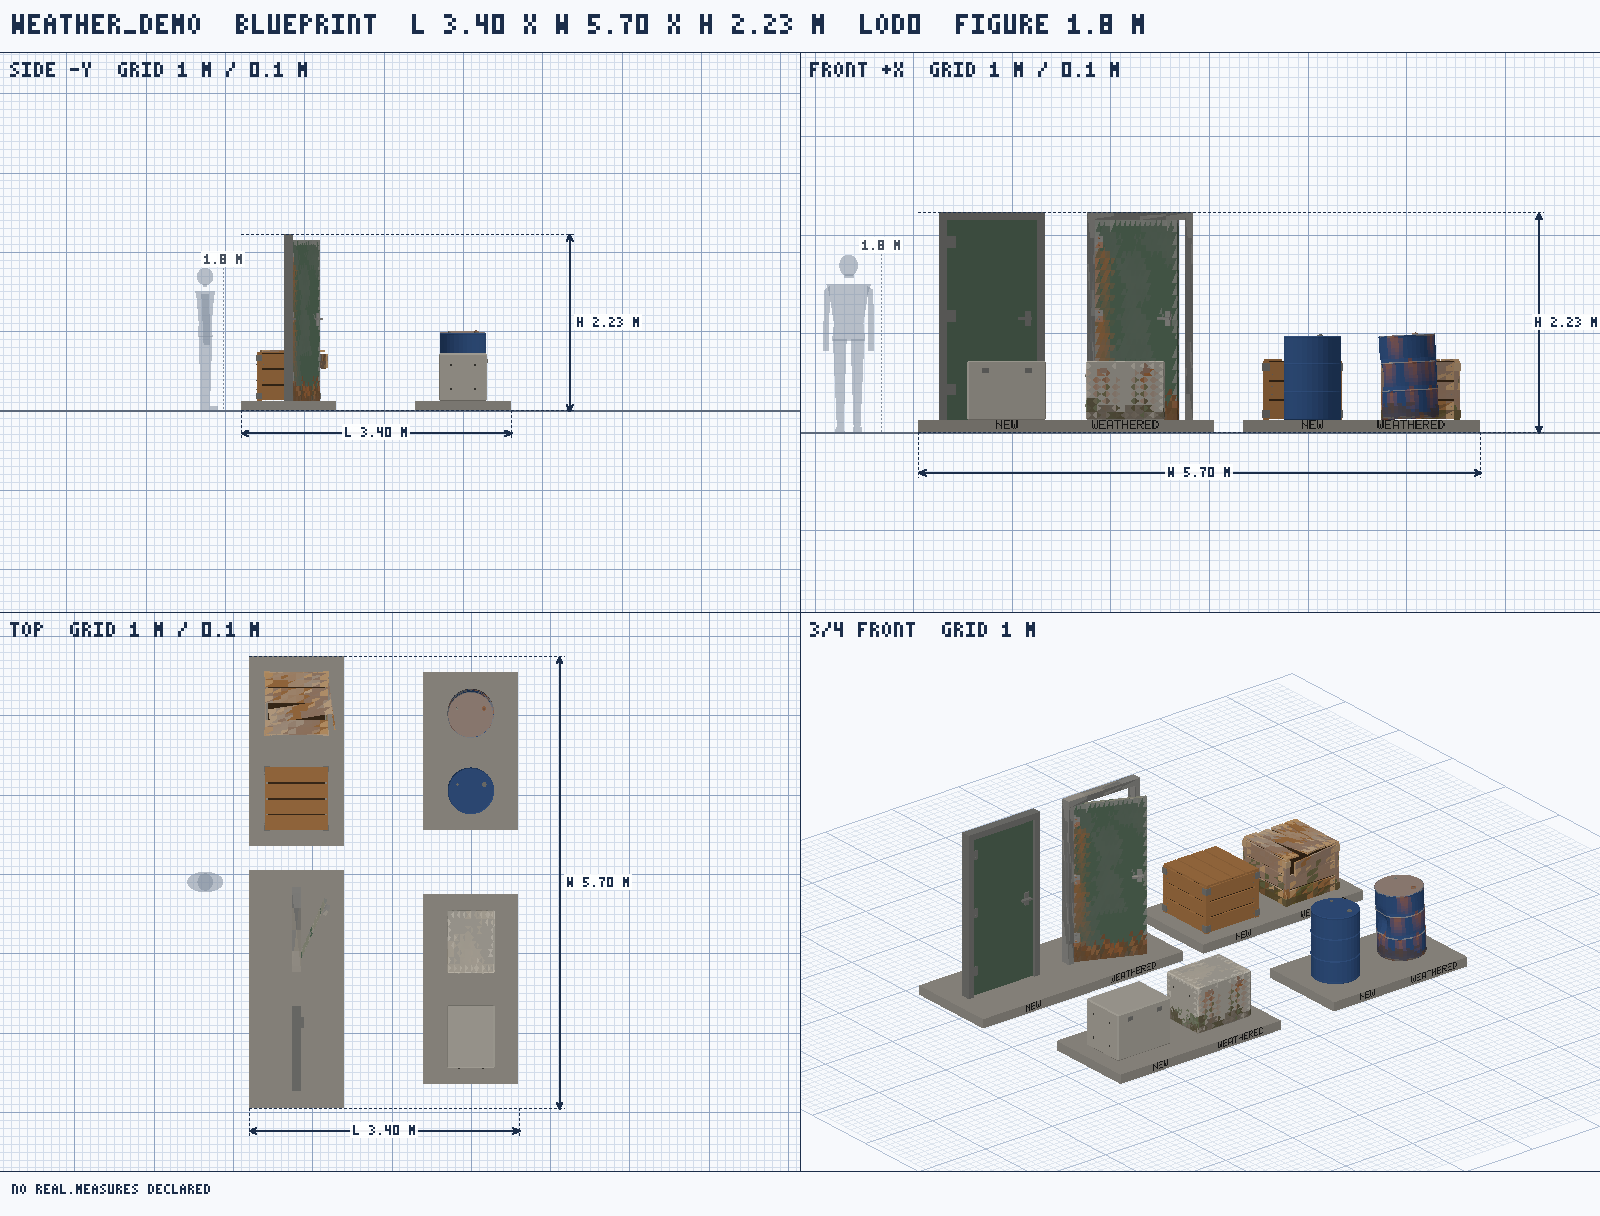 WEATHER_DEMO BLUEPRINT L 3.40 X W 5.70 X H 2.23 M LOD0 FIGURE 1.8 M
SIDE -Y GRID 1 M / 0.1 M
1.8 M
H 2.23 M
L 3.40 M
FRONT +X GRID 1 M / 0.1 M
1.8 M
H 2.23 M
NEW
WEATHERED
NEW
WEATHERED
W 5.70 M
TOP GRID 1 M / 0.1 M
W 5.70 M
L 3.40 M
3/4 FRONT GRID 1 M
NEW
WEATHERED
NEW
WE
NEW
WEATHERED
NEW
WEATHERED
NO REAL.MEASURES DECLARED